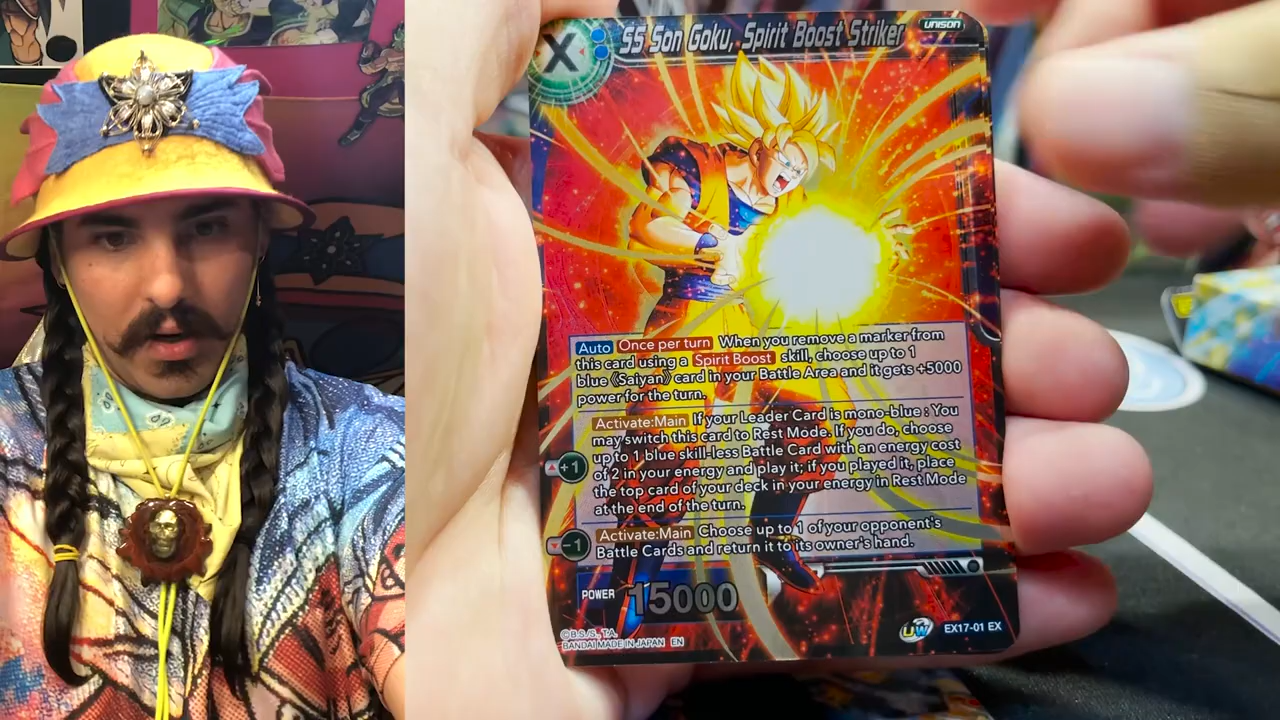 X SS Son Goku, Spirit Boost Striker UNISON
Auto Once per turn When you remove a marker from
this card using a Spirit Boost skill, choose up to 1
blue 《Saiyan》 card in your Battle Area and it gets +5000
power for the turn.
Activate:Main If your Leader Card is mono-blue : You
may switch this card to Rest Mode. If you do, choose
up to 1 blue skill-less Battle Card with an energy cost
+1 of 2 in your energy and play it; if you played it, place
the top card of your deck in your energy in Rest Mode
at the end of the turn.
-1 Activate:Main Choose up to 1 of your opponent's
Battle Cards and return it to its owner's hand.
POWER 15000
©B.S./S., T.A.
BANDAI MADE IN JAPAN EN
UW EX17-01 EX